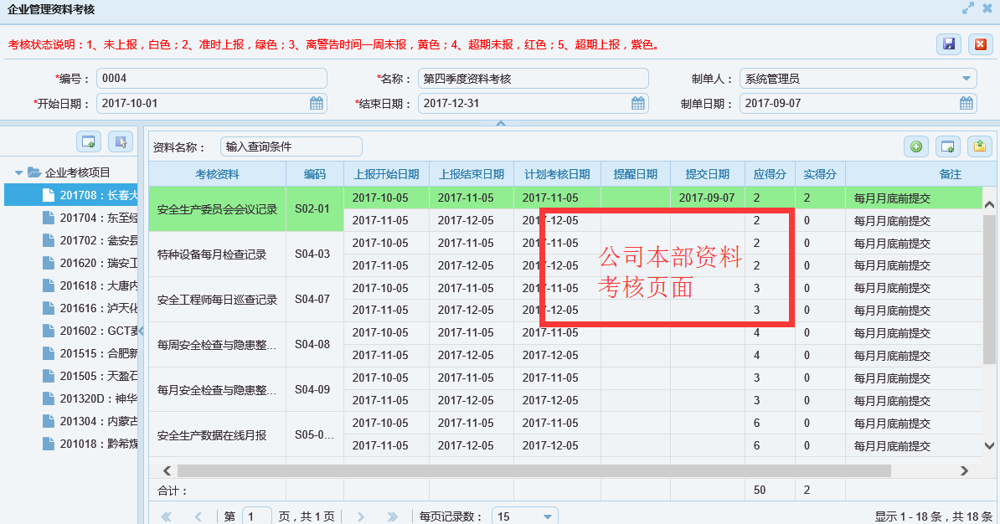 企业管理资料考核
考核状态说明：1、未上报，白色；2、准时上报，绿色；3、离警告时间一周未报，黄色；4、超期未报，红色；5、超期上报，紫色。
*编号： 0004 *名称： 第四季度资料考核 制单人： 系统管理员
*开始日期： 2017-10-01 *结束日期： 2017-12-31 制单日期： 2017-09-07
资料名称： 输入查询条件
企业考核项目
201708：长春大
201704：东至经
201702：瓮安县
201620：瑞安工
201618：大唐内
201616：泸天化
201602：GCT麦
201515：合肥新
201505：天盈石
201320D：神华
201304：内蒙古
201018：黔希煤
考核资料 编码 上报开始日期 上报结束日期 计划考核日期 提醒日期 提交日期 应得分 实得分 备注
安全生产委员会会议记录 S02-01 2017-10-05 2017-11-05 2017-11-05 2017-09-07 2 2 每月月底前提交
2017-11-05 2017-12-05 2017-12-05 2 0 每月月底前提交
特种设备每月检查记录 S04-03 2017-10-05 2017-11-05 2017-11-05 2 0 每月月底前提交
2017-11-05 2017-12-05 2017-12-05 2 0 每月月底前提交
安全工程师每日巡查记录 S04-07 2017-10-05 2017-11-05 2017-11-05 3 0 每月月底前提交
2017-11-05 2017-12-05 2017-12-05 3 0 每月月底前提交
每周安全检查与隐患整... S04-08 2017-10-05 2017-11-05 2017-11-05 4 0 每月月底前提交
2017-11-05 2017-12-05 2017-12-05 4 0 每月月底前提交
每月安全检查与隐患整... S04-09 2017-10-05 2017-11-05 2017-11-05 3 0 每月月底前提交
2017-11-05 2017-12-05 2017-12-05 3 0 每月月底前提交
安全生产数据在线月报 S05-0... 2017-10-05 2017-11-05 2017-11-05 6 0 每月月底前提交
2017-11-05 2017-12-05 2017-12-05 6 0 每月月底前提交
公司本部资料
考核页面
合计： 50 2
第 1 页，共 1 页 每页记录数： 15 显示 1 - 18 条，共 18 条